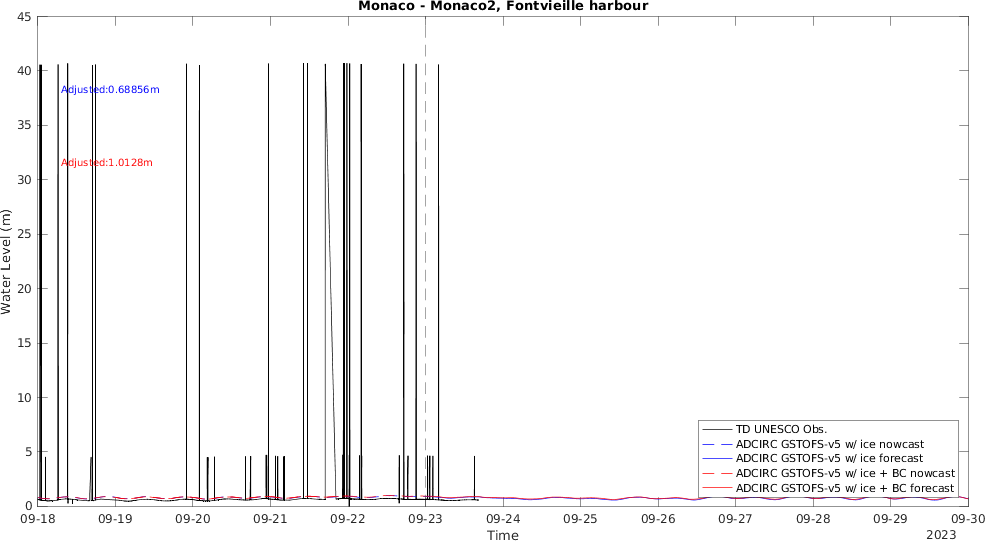 Monaco - Monaco2, Fontvieille harbour
45
40
35
30
25
20
15
10
5
0
Water Level (m)
Adjusted:0.68856m
Adjusted:1.0128m
TD UNESCO Obs.
ADCIRC GSTOFS-v5 w/ ice nowcast
ADCIRC GSTOFS-v5 w/ ice forecast
ADCIRC GSTOFS-v5 w/ ice + BC nowcast
ADCIRC GSTOFS-v5 w/ ice + BC forecast
09-18 09-19 09-20 09-21 09-22 09-23 09-24 09-25 09-26 09-27 09-28 09-29 09-30
Time
2023